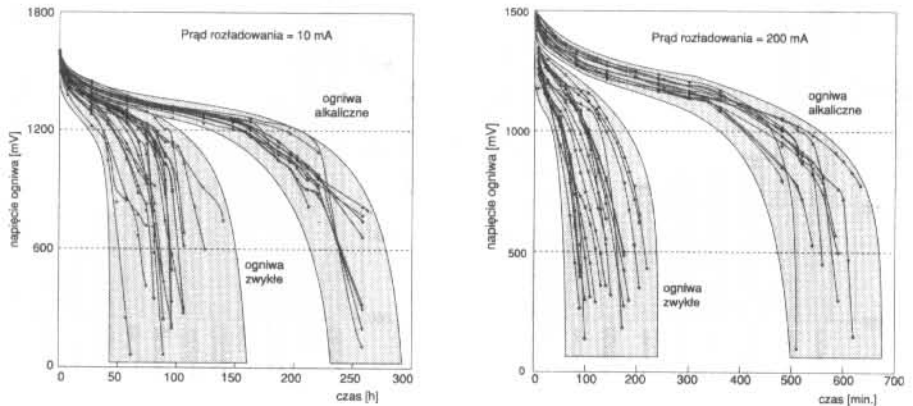 1800
1200
600
0
napięcie ogniwa [mV]
Prąd rozładowania = 10 mA
ogniwa
alkaliczne
ogniwa
zwykłe
0 50 100 150 200 250 300
czas [h]
1500
1000
500
0
napięcie ogniwa [mV]
Prąd rozładowania = 200 mA
ogniwa
alkaliczne
ogniwa
zwykłe
0 100 200 300 400 500 600 700
czas [min.]